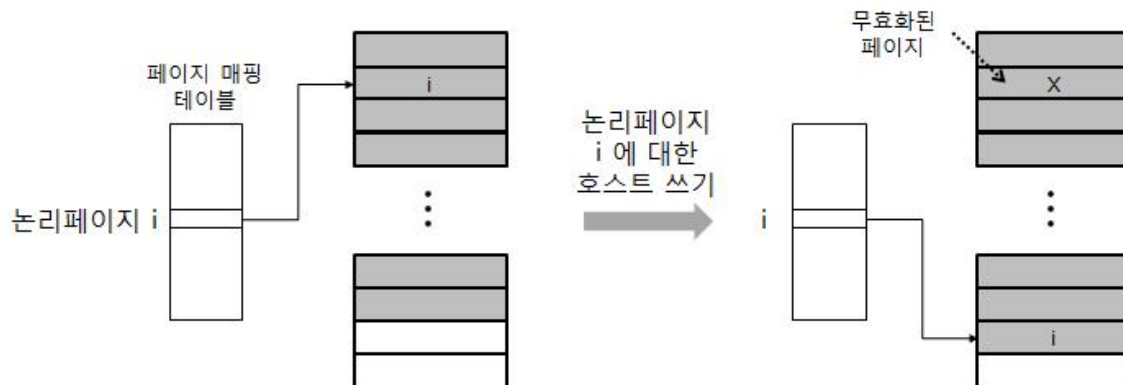 페이지 매핑
테이블
논리페이지 i
i
논리페이지
i 에 대한
호스트 쓰기
무효화된
페이지
X
i
i